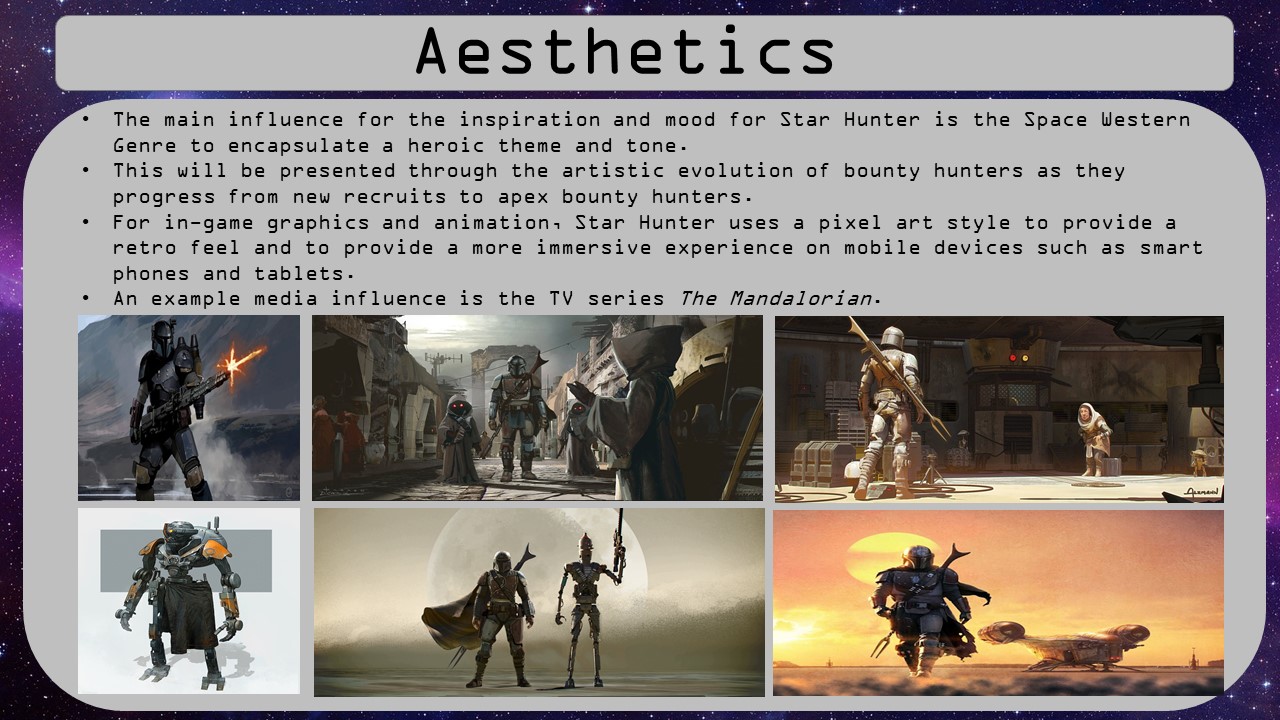 Aesthetics
• The main influence for the inspiration and mood for Star Hunter is the Space Western
Genre to encapsulate a heroic theme and tone.
• This will be presented through the artistic evolution of bounty hunters as they
progress from new recruits to apex bounty hunters.
• For in-game graphics and animation, Star Hunter uses a pixel art style to provide a
retro feel and to provide a more immersive experience on mobile devices such as smart
phones and tablets.
• An example media influence is the TV series The Mandalorian.